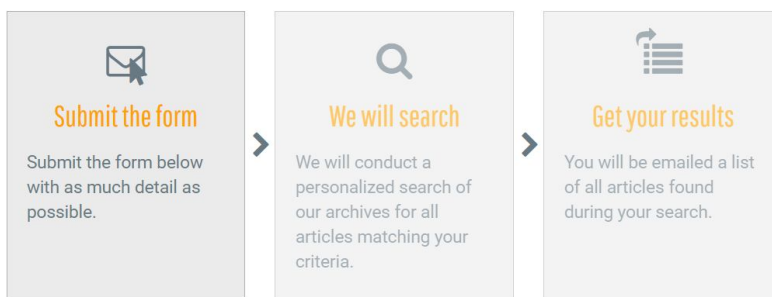 Submit the form
Submit the form below
with as much detail as
possible.
We will search
We will conduct a
personalized search of
our archives for all
articles matching your
criteria.
Get your results
You will be emailed a list
of all articles found
during your search.